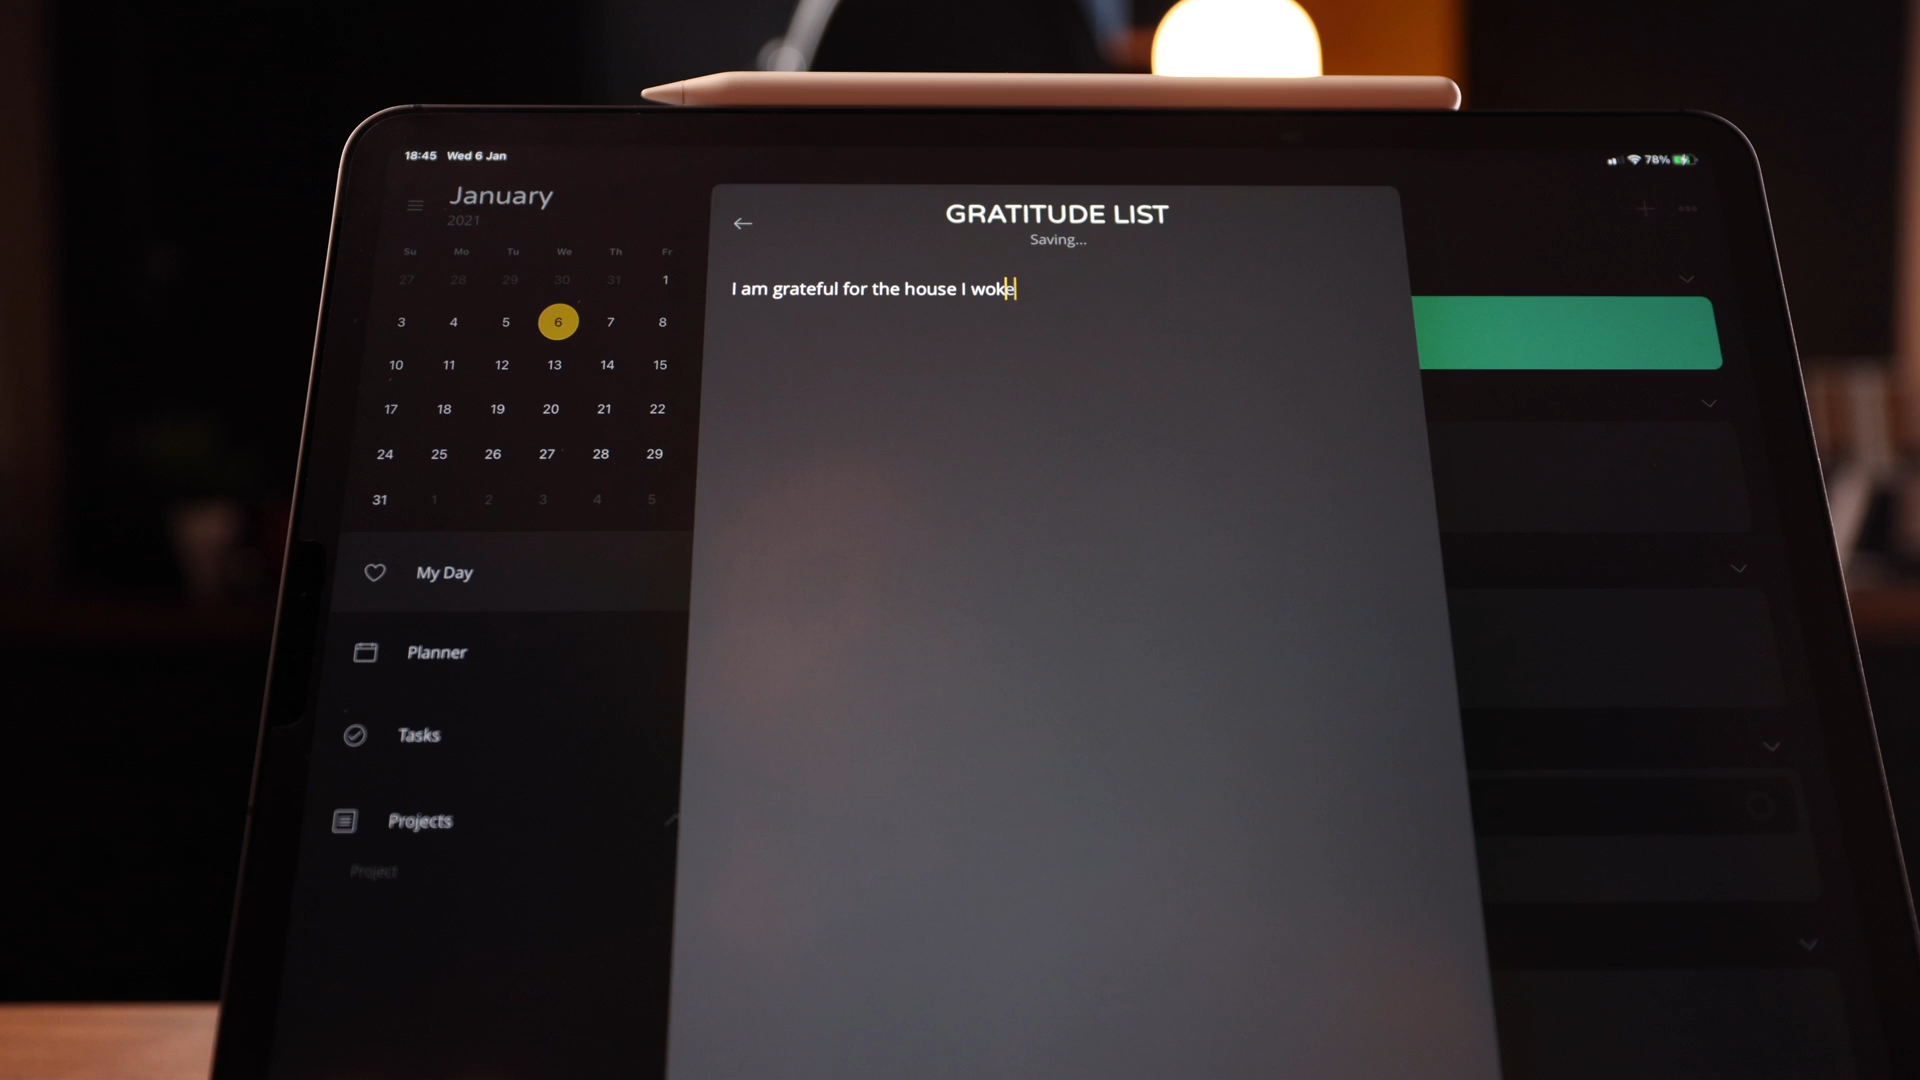 18:45 Wed 6 Jan
78%
January
2021
Su Mo Tu We Th Fr
27 28 29 30 31 1
3 4 5 6 7 8
10 11 12 13 14 15
17 18 19 20 21 22
24 25 26 27 28 29
31 1 2 3 4 5
My Day
Planner
Tasks
Projects
Project
GRATITUDE LIST
Saving...
I am grateful for the house I woke